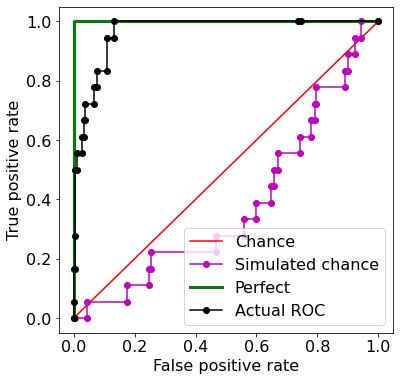 1.0
0.8
0.6
0.4
0.2
0.0
True positive rate
Chance
Simulated chance
Perfect
Actual ROC
0.0 0.2 0.4 0.6 0.8 1.0
False positive rate